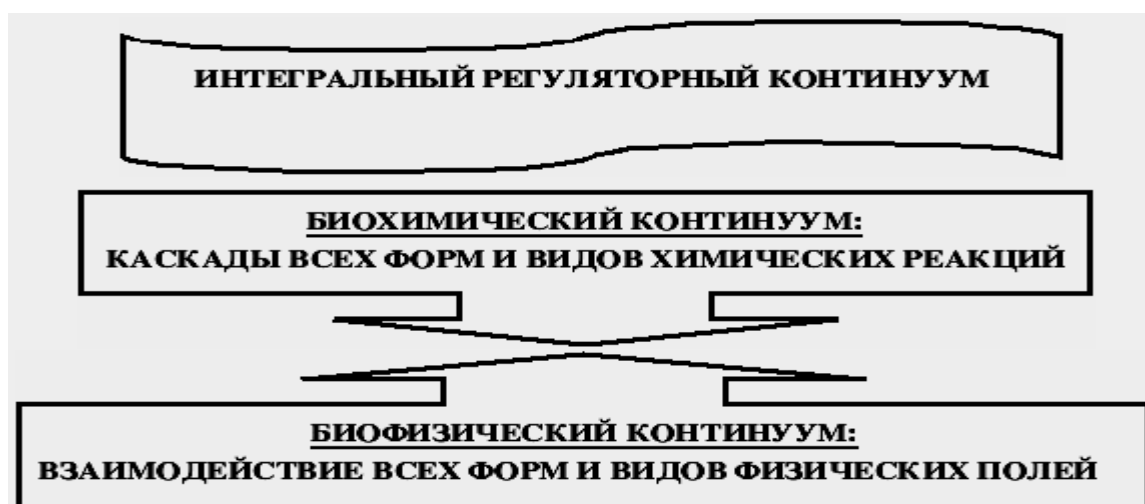 ИНТЕГРАЛЬНЫЙ РЕГУЛЯТОРНЫЙ КОНТИНУУМ
БИОХИМИЧЕСКИЙ КОНТИНУУМ:
КАСКАДЫ ВСЕХ ФОРМ И ВИДОВ ХИМИЧЕСКИХ РЕАКЦИЙ
БИОФИЗИЧЕСКИЙ КОНТИНУУМ:
ВЗАИМОДЕЙСТВИЕ ВСЕХ ФОРМ И ВИДОВ ФИЗИЧЕСКИХ ПОЛЕЙ